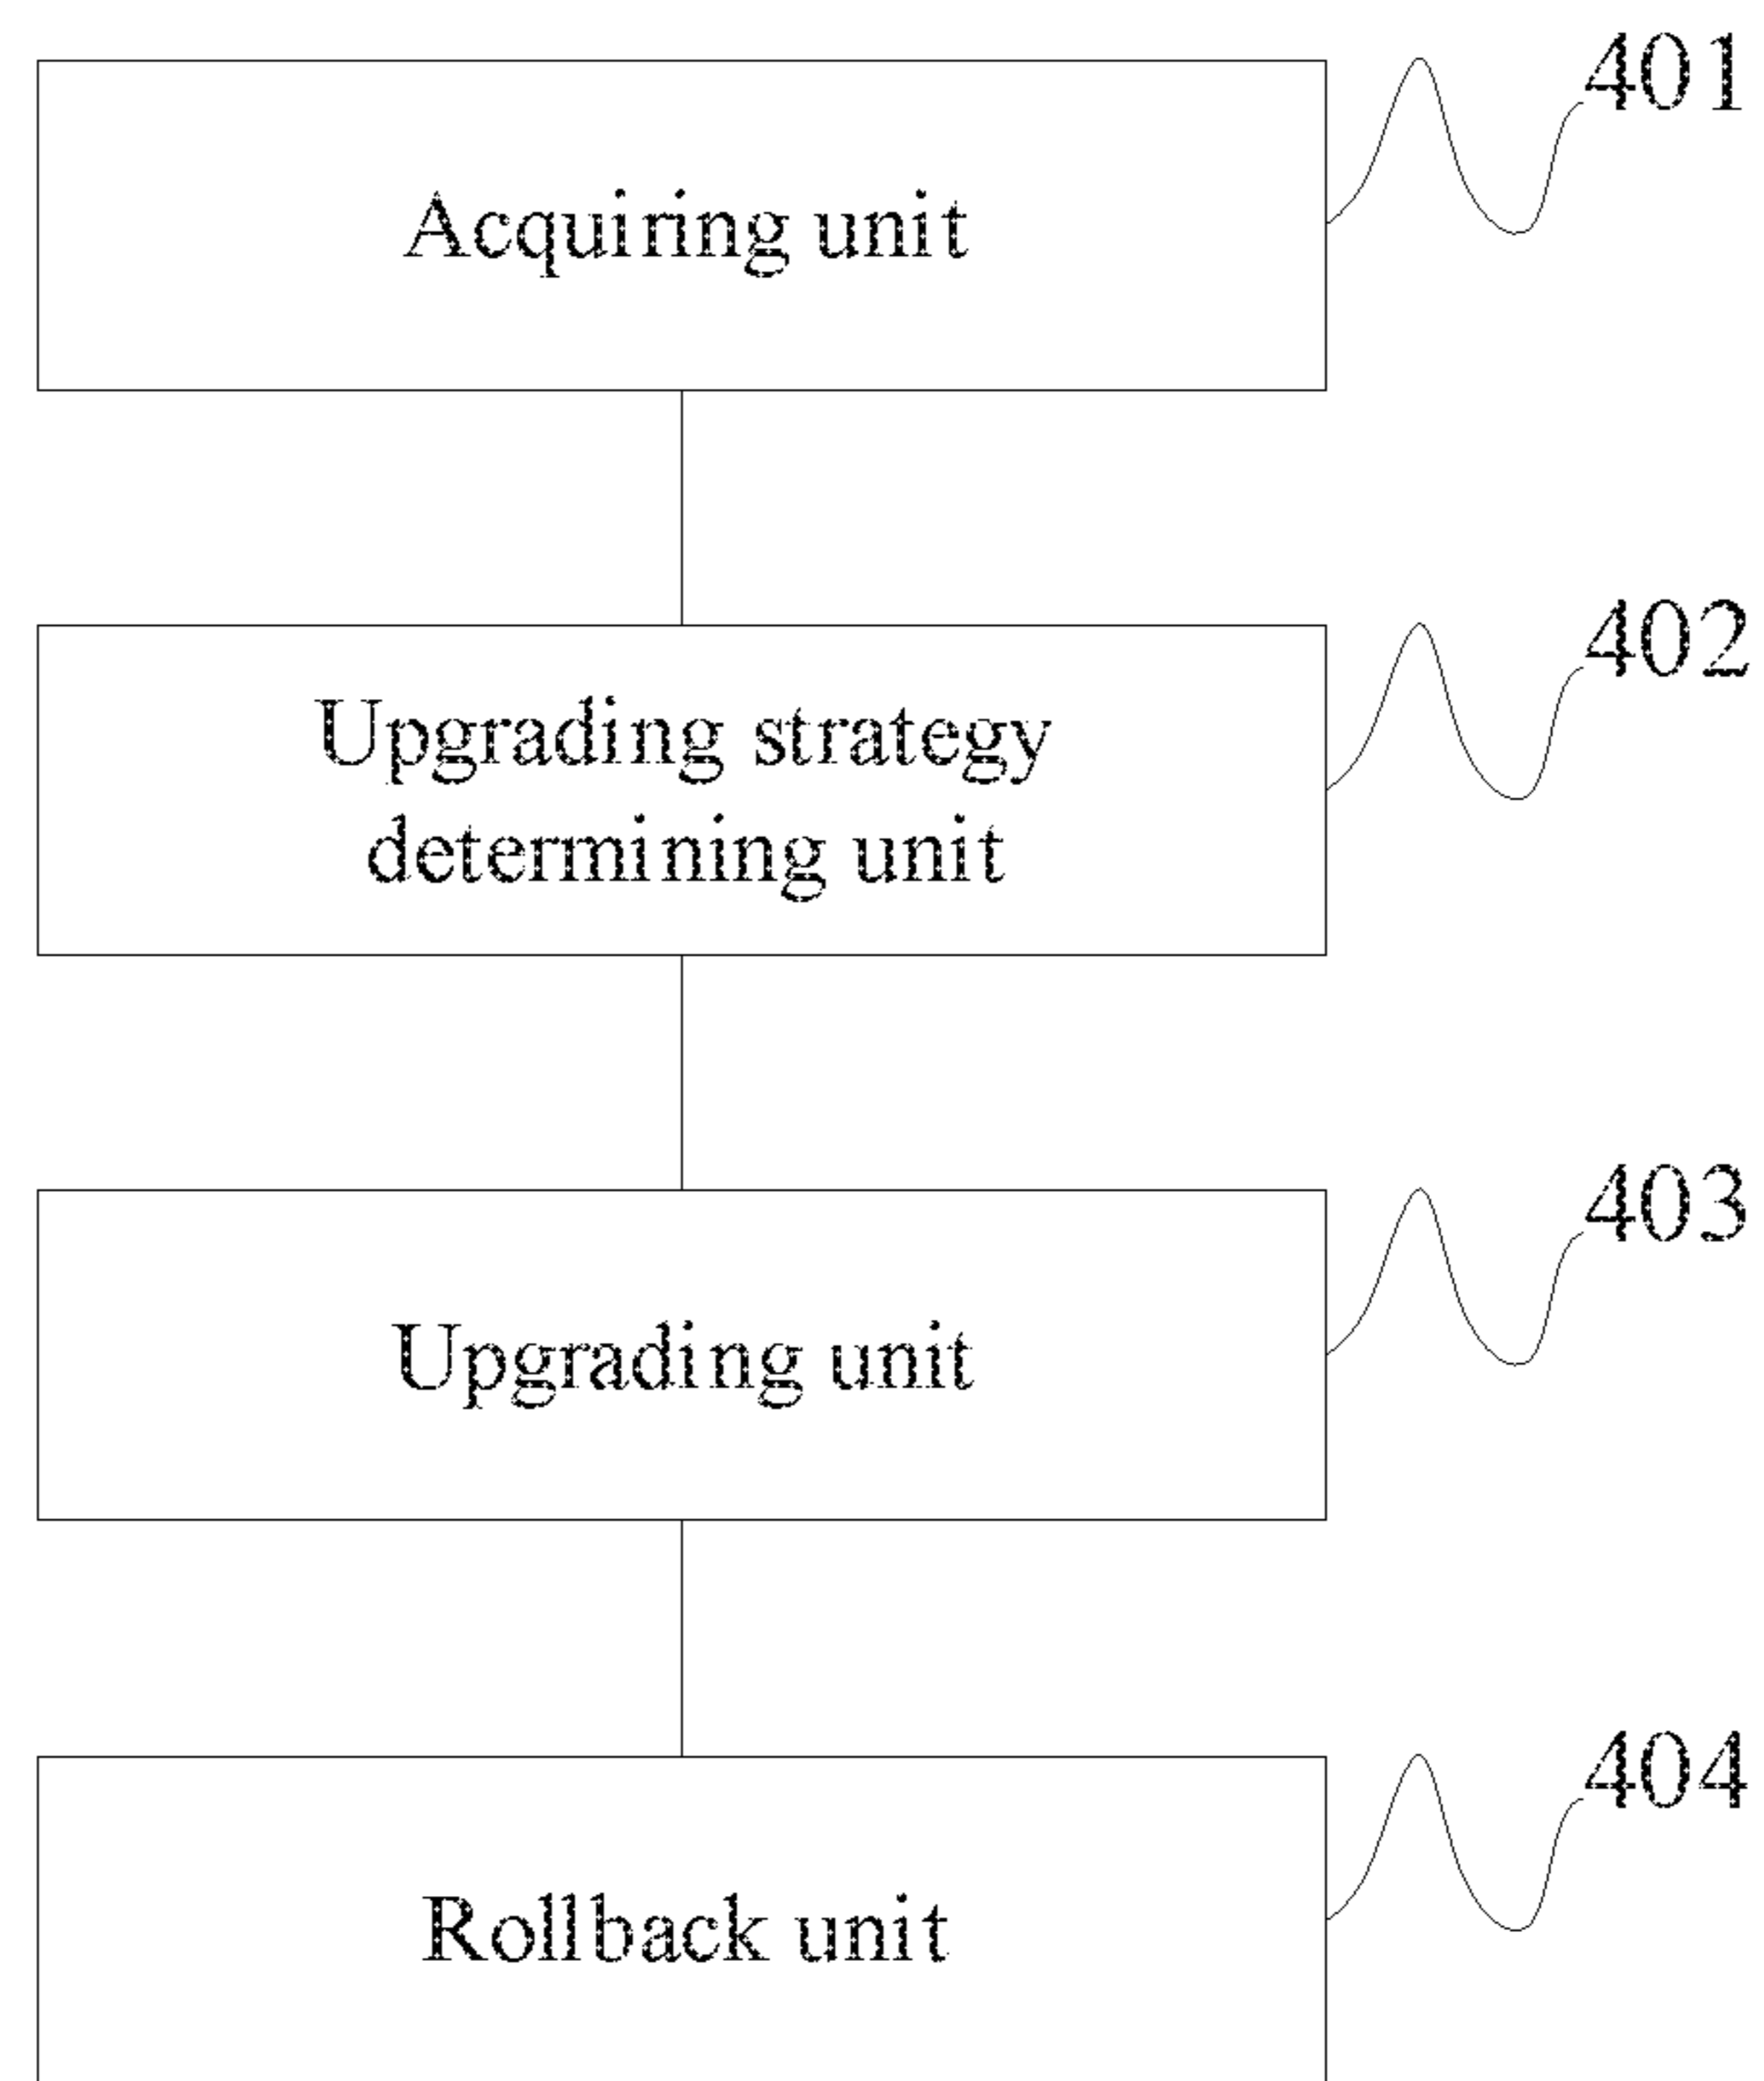 401
Acquiring unit
402
Upgrading strategy
determining unit
403
Upgrading unit
404
Rollback unit